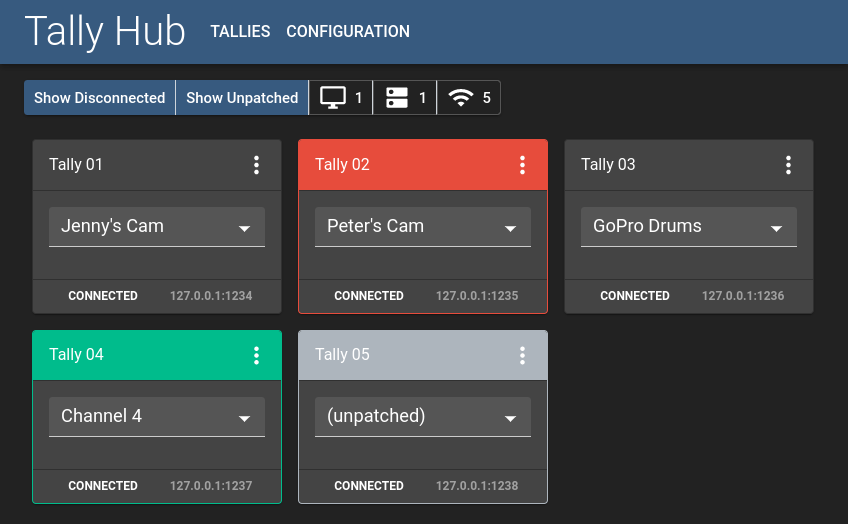 Tally Hub TALLIES CONFIGURATION
Show Disconnected Show Unpatched 1 1 5
Tally 01 Tally 02 Tally 03
Jenny's Cam Peter's Cam GoPro Drums
CONNECTED 127.0.0.1:1234 CONNECTED 127.0.0.1:1235 CONNECTED 127.0.0.1:1236
Tally 04 Tally 05
Channel 4 (unpatched)
CONNECTED 127.0.0.1:1237 CONNECTED 127.0.0.1:1238